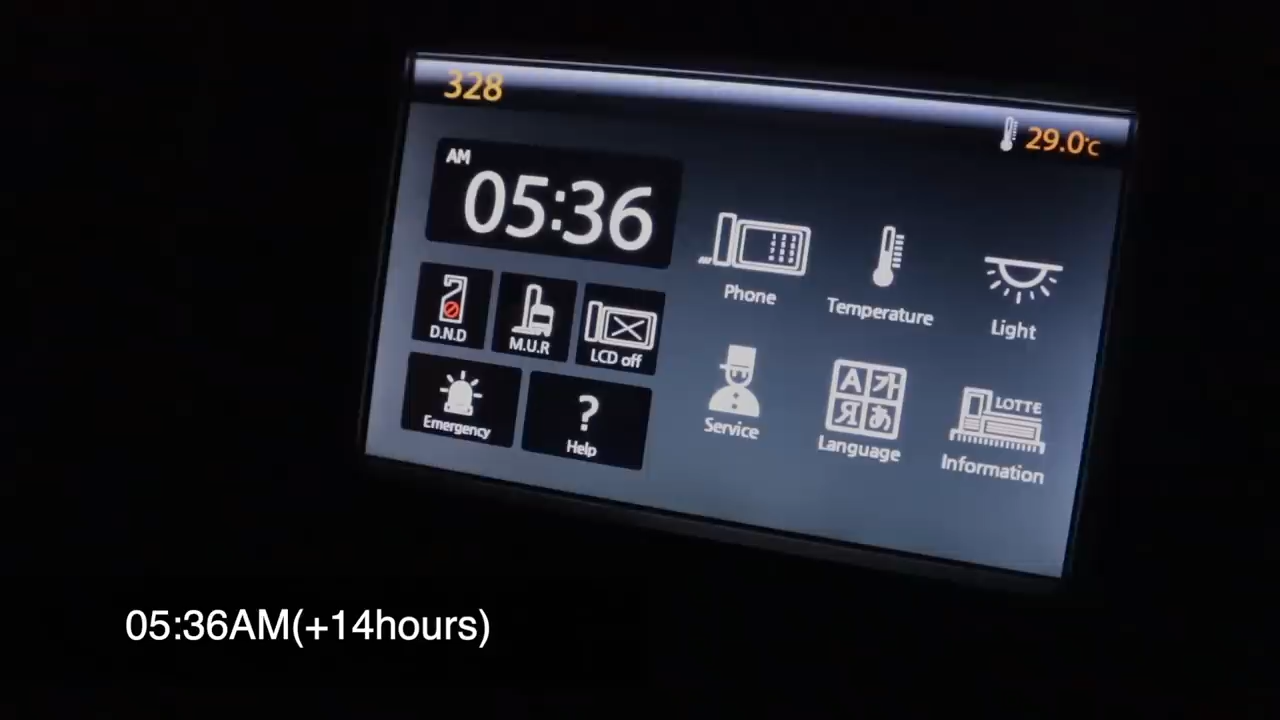 328
29.0℃
AM
05:36
D.N.D
M.U.R
LCD off
Emergency
Help
Phone
Temperature
Light
Service
A 가
Я あ
Language
LOTTE
Information
05:36AM(+14hours)